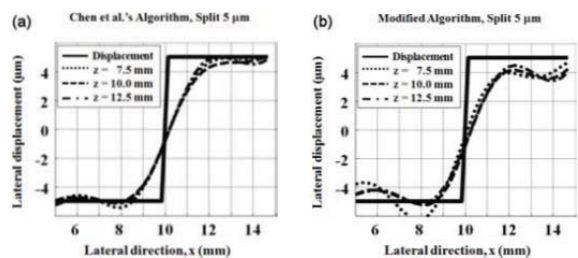 (a)
Chen et al.'s Algorithm, Split 5 µm
Lateral displacement (µm)
4
2
0
-2
-4
Displacement
z = 7.5 mm
z = 10.0 mm
z = 12.5 mm
6 8 10 12 14
Lateral direction, x (mm)
(b)
Modified Algorithm, Split 5 µm
Lateral displacement (µm)
4
2
0
-2
-4
Displacement
z = 7.5 mm
z = 10.0 mm
z = 12.5 mm
6 8 10 12 14
Lateral direction, x (mm)